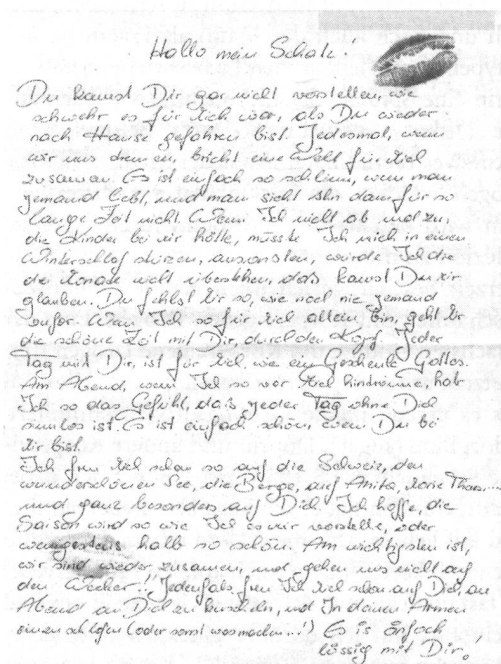 Hallo mein Schatz.
Du kannst Dir gar nicht vorstellen, wie
schwehr es für Mich war, als Du wieder
nach Hause gefahren bist. Jedesmal, wenn
wir uns trennen, bricht eine Welt für Mich
zusamen. Es ist einfach so schlimm, wenn man
jemand liebt, und man sieht Ihn dann für so
lange Zeit nicht. Wenn Ich nicht ab und zu,
die Kinder bei mir hätte, müsste Ich mich in einen
Winterschlaf stürzen, ansonsten, würde Ich die
drei Monate nicht überstehen, das kannst Du mir
glauben. Du fehlst Mir so, wie noch nie jemand
zufor. Wenn Ich so für Mich allein bin, geht Mir
die schöne Zeit mit Dir, durch den Kopf. Jeder
Tag mit Dir, ist für Mich, wie ein Geschenk Gottes.
Am Abend, wenn Ich so vor Mich hinträume, hab
Ich so das Gefühl, das jeder Tag ohne Dich
sinnlos ist. Es ist einfach schön, wenn Du bei
Mir bist.
Ich freu Mich schon so auf die Schweiz, den
wunderschönen See, die Berge, auf Anita,
und ganz besonders auf Dich. Ich hoffe, die
Saison wird so wie Ich es mir vorstelle, oder
wenigstens halb so schön. Am wichtigsten ist,
wir sind wieder zusamen, und gehen uns nicht auf
den Wecker!! Jedenfals freu Ich Mich schon auf Dich, am
Abend an Dich zu kuscheln, und In deinen Armen
einschlafen (oder sonst was machen...!) Es is einfach
lässig mit Dir.